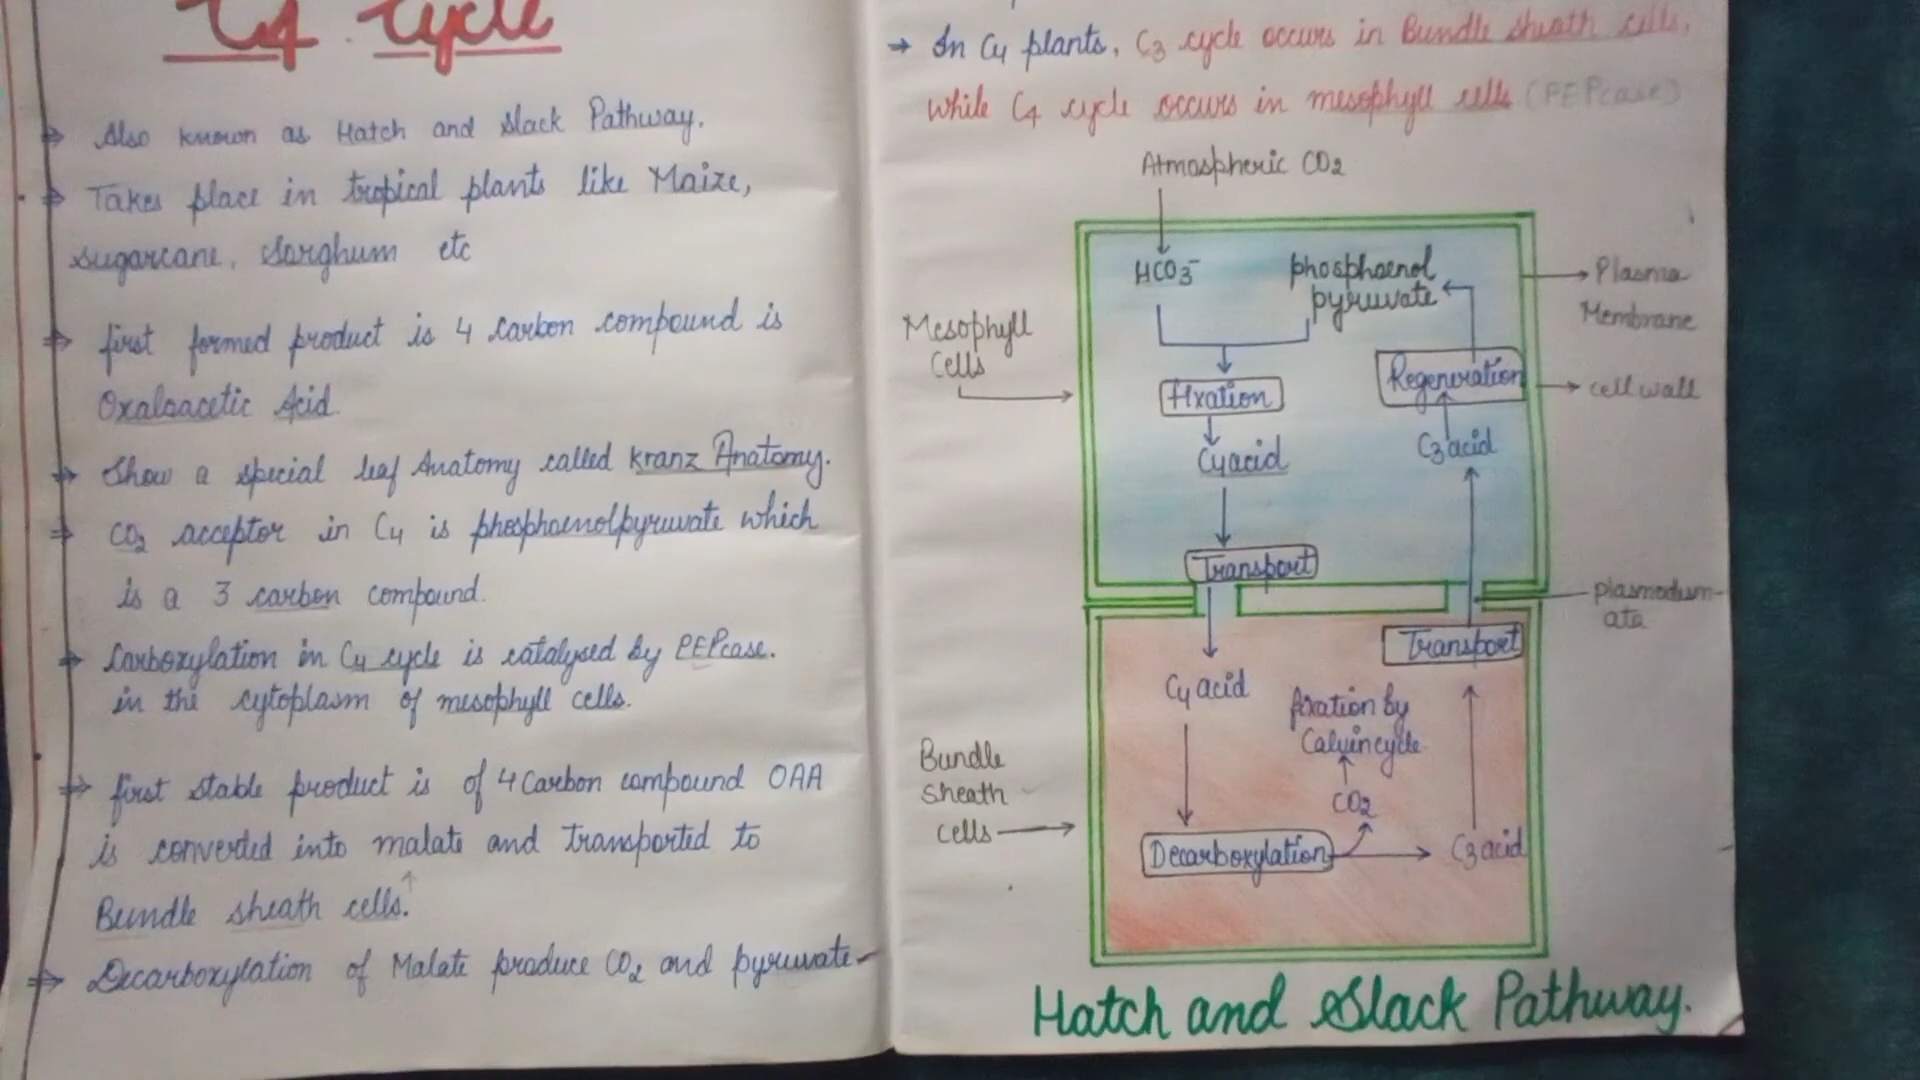 C4 Cycle
⇒ Also known as Hatch and Slack Pathway.
⇒ Takes place in tropical plants like Maize,
sugarcane, Sorghum etc
⇒ first formed product is 4 carbon compound is
Oxaloacetic Acid
⇒ Show a special leaf Anatomy called kranz Anatomy.
⇒ CO2 acceptor in C4 is phosphoenolpyruvate which
is a 3 carbon compound.
⇒ Carboxylation in C4 cycle is catalysed by PEPcase.
in the cytoplasm of mesophyll cells.
⇒ first stable product is of 4 Carbon compound OAA
is converted into malate and transported to
Bundle sheath cells.
⇒ Decarboxylation of Malate produce CO2 and pyruvate
→ In C4 plants, C3 cycle occurs in Bundle sheath cells,
while C4 cycle occurs in mesophyll cells (PEPcase)
Atmospheric CO2
HCO3⁻
phosphoenol
pyruvate
Plasma
Membrane
Mesophyll
Cells
Fixation
Regeneration
cell wall
C4 acid
C3 acid
Transport
plasmodum-
ata
Transport
C4 acid
fixation by
Calvin cycle
CO2
Bundle
sheath
cells
Decarboxylation
C3 acid
Hatch and Slack Pathway.